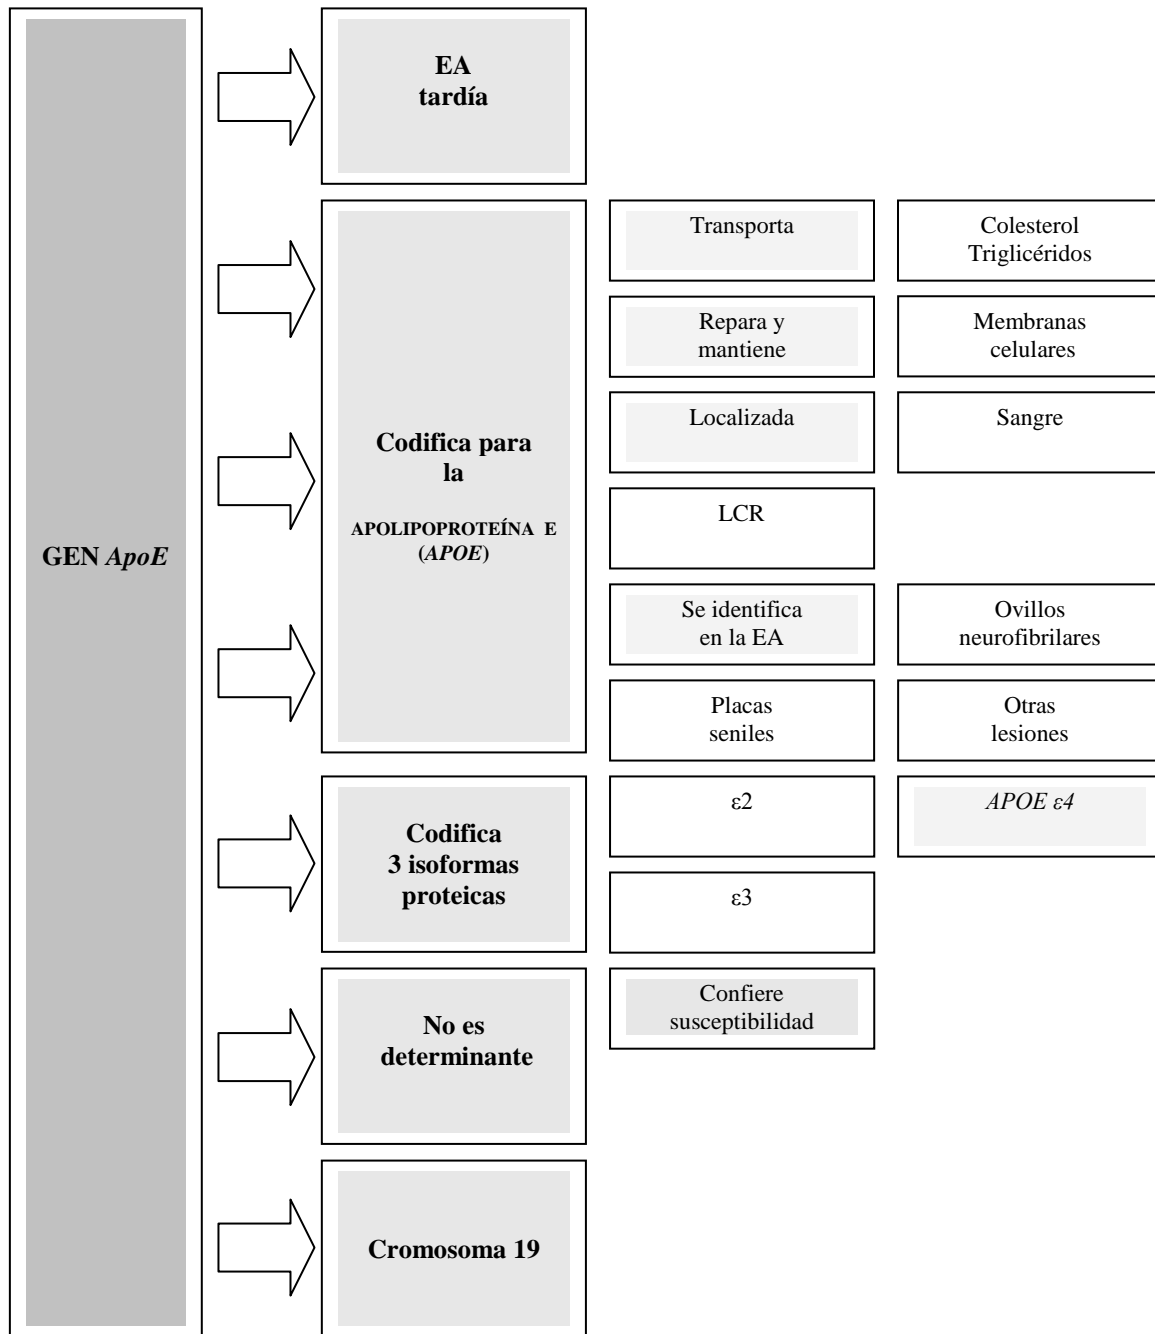 GEN ApoE
EA
tardía
Codifica para
la
APOLIPOPROTEÍNA E
(APOE)
Transporta
Colesterol
Triglicéridos
Repara y
mantiene
Membranas
celulares
Localizada
Sangre
LCR
Se identifica
en la EA
Ovillos
neurofibrilares
Placas
seniles
Otras
lesiones
Codifica
3 isoformas
proteicas
ε2
APOE ε4
ε3
No es
determinante
Confiere
susceptibilidad
Cromosoma 19